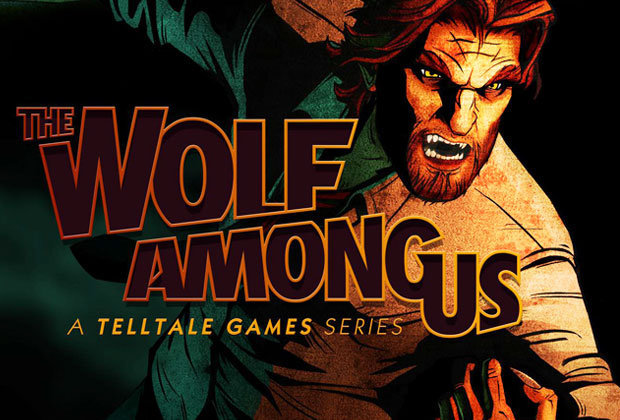 THE
WOLF
AMONG US
A TELLTALE GAMES SERIES